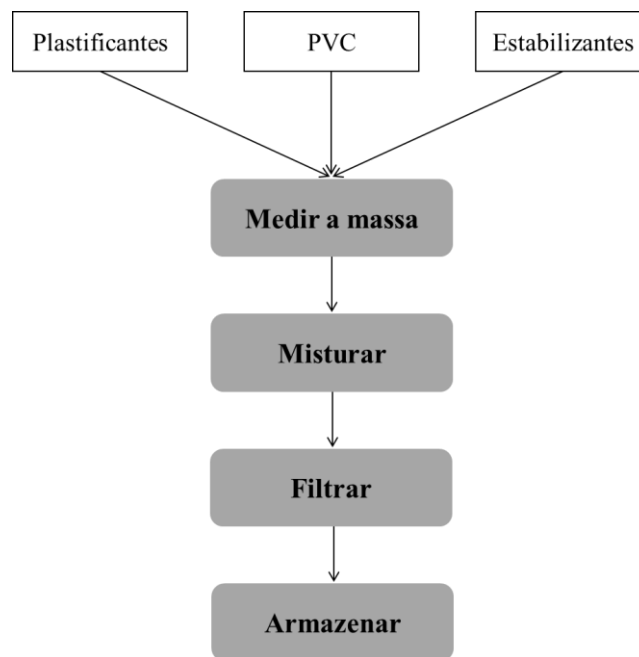 Plastificantes
PVC
Estabilizantes
Medir a massa
Misturar
Filtrar
Armazenar